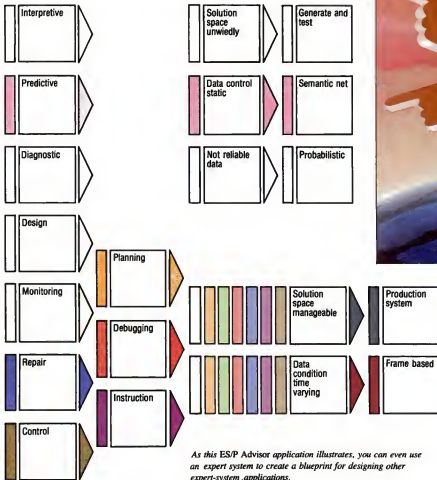 Interpretive
Predictive
Diagnostic
Design
Monitoring
Repair
Control
Planning
Debugging
Instruction
Solution
space
unwiedly
Generate and
test
Data control
static
Semantic net
Not reliable
data
Probabilistic
Solution
space
manageable
Production
system
Data
condition
time
varying
Frame based
As this ES/P Advisor application illustrates, you can even use
an expert system to create a blueprint for designing other
expert-system applications.